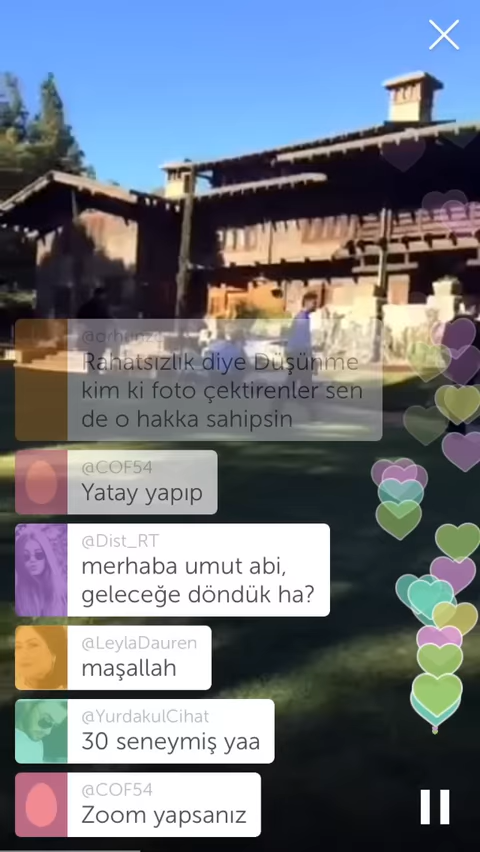 Rahatsızlık diye Düşünme
kim ki foto çektirenler sen
de o hakka sahipsin
@COF54
Yatay yapıp
@Dist_RT
merhaba umut abi,
geleceğe döndük ha?
@LeylaDauren
maşallah
@YurdakulCihat
30 seneymiş yaa
@COF54
Zoom yapsanız